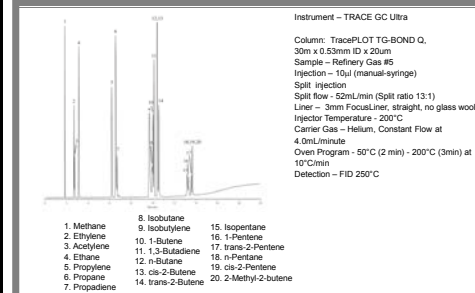 Instrument – TRACE GC Ultra
Column: TracePLOT TG-BOND Q,
30m x 0.53mm ID x 20um
Sample – Refinery Gas #5
Injection – 10µl (manual-syringe)
Split injection
Split flow - 52mL/min (Split ratio 13:1)
Liner – 3mm FocusLiner, straight, no glass wool
Injector Temperature - 200°C
Carrier Gas – Helium, Constant Flow at
4.0mL/minute
Oven Program - 50°C (2 min) - 200°C (3min) at
10°C/min
Detection – FID 250°C
1. Methane
2. Ethylene
3. Acetylene
4. Ethane
5. Propylene
6. Propane
7. Propadiene
8. Isobutane
9. Isobutylene
10. 1-Butene
11. 1,3-Butadiene
12. n-Butane
13. cis-2-Butene
14. trans-2-Butene
15. Isopentane
16. 1-Pentene
17. trans-2-Pentene
18. n-Pentane
19. cis-2-Pentene
20. 2-Methyl-2-butene